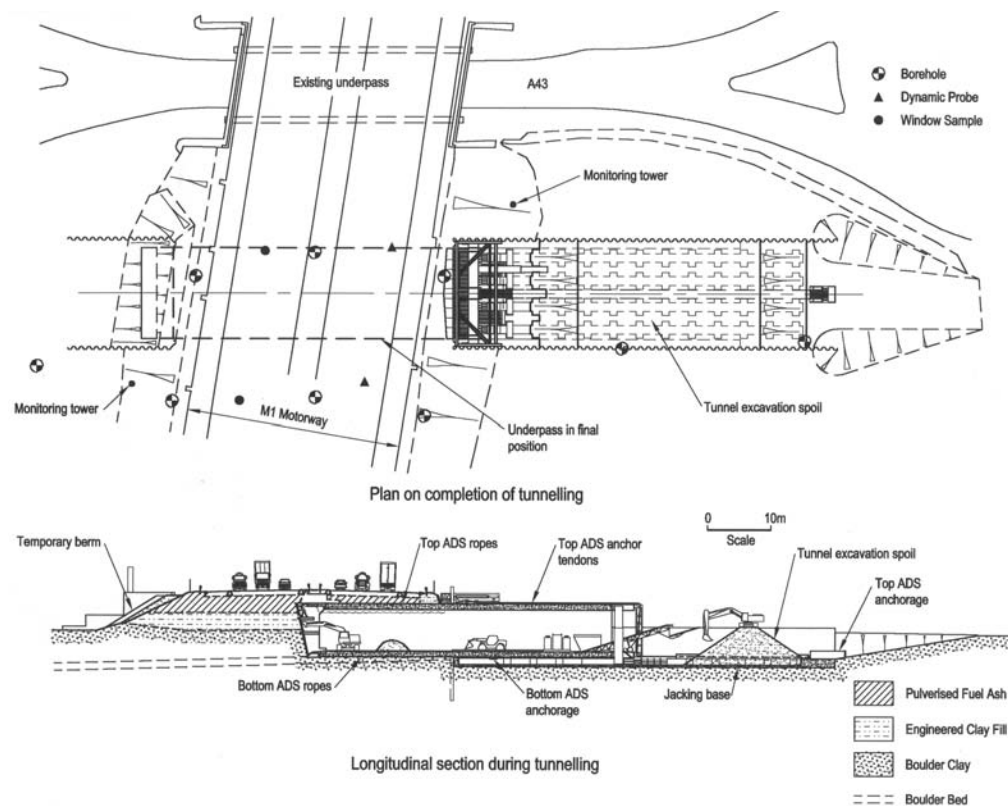 Existing underpass
A43
Borehole
Dynamic Probe
Window Sample
Monitoring tower
Monitoring tower
M1 Motorway
Tunnel excavation spoil
Underpass in final
position
Plan on completion of tunnelling
0 10m
Scale
Temporary berm
Top ADS ropes
Top ADS anchor
tendons
Tunnel excavation spoil
Top ADS
anchorage
Bottom ADS ropes
Bottom ADS
anchorage
Jacking base
Longitudinal section during tunnelling
Pulverised Fuel Ash
Engineered Clay Fill
Boulder Clay
Boulder Bed